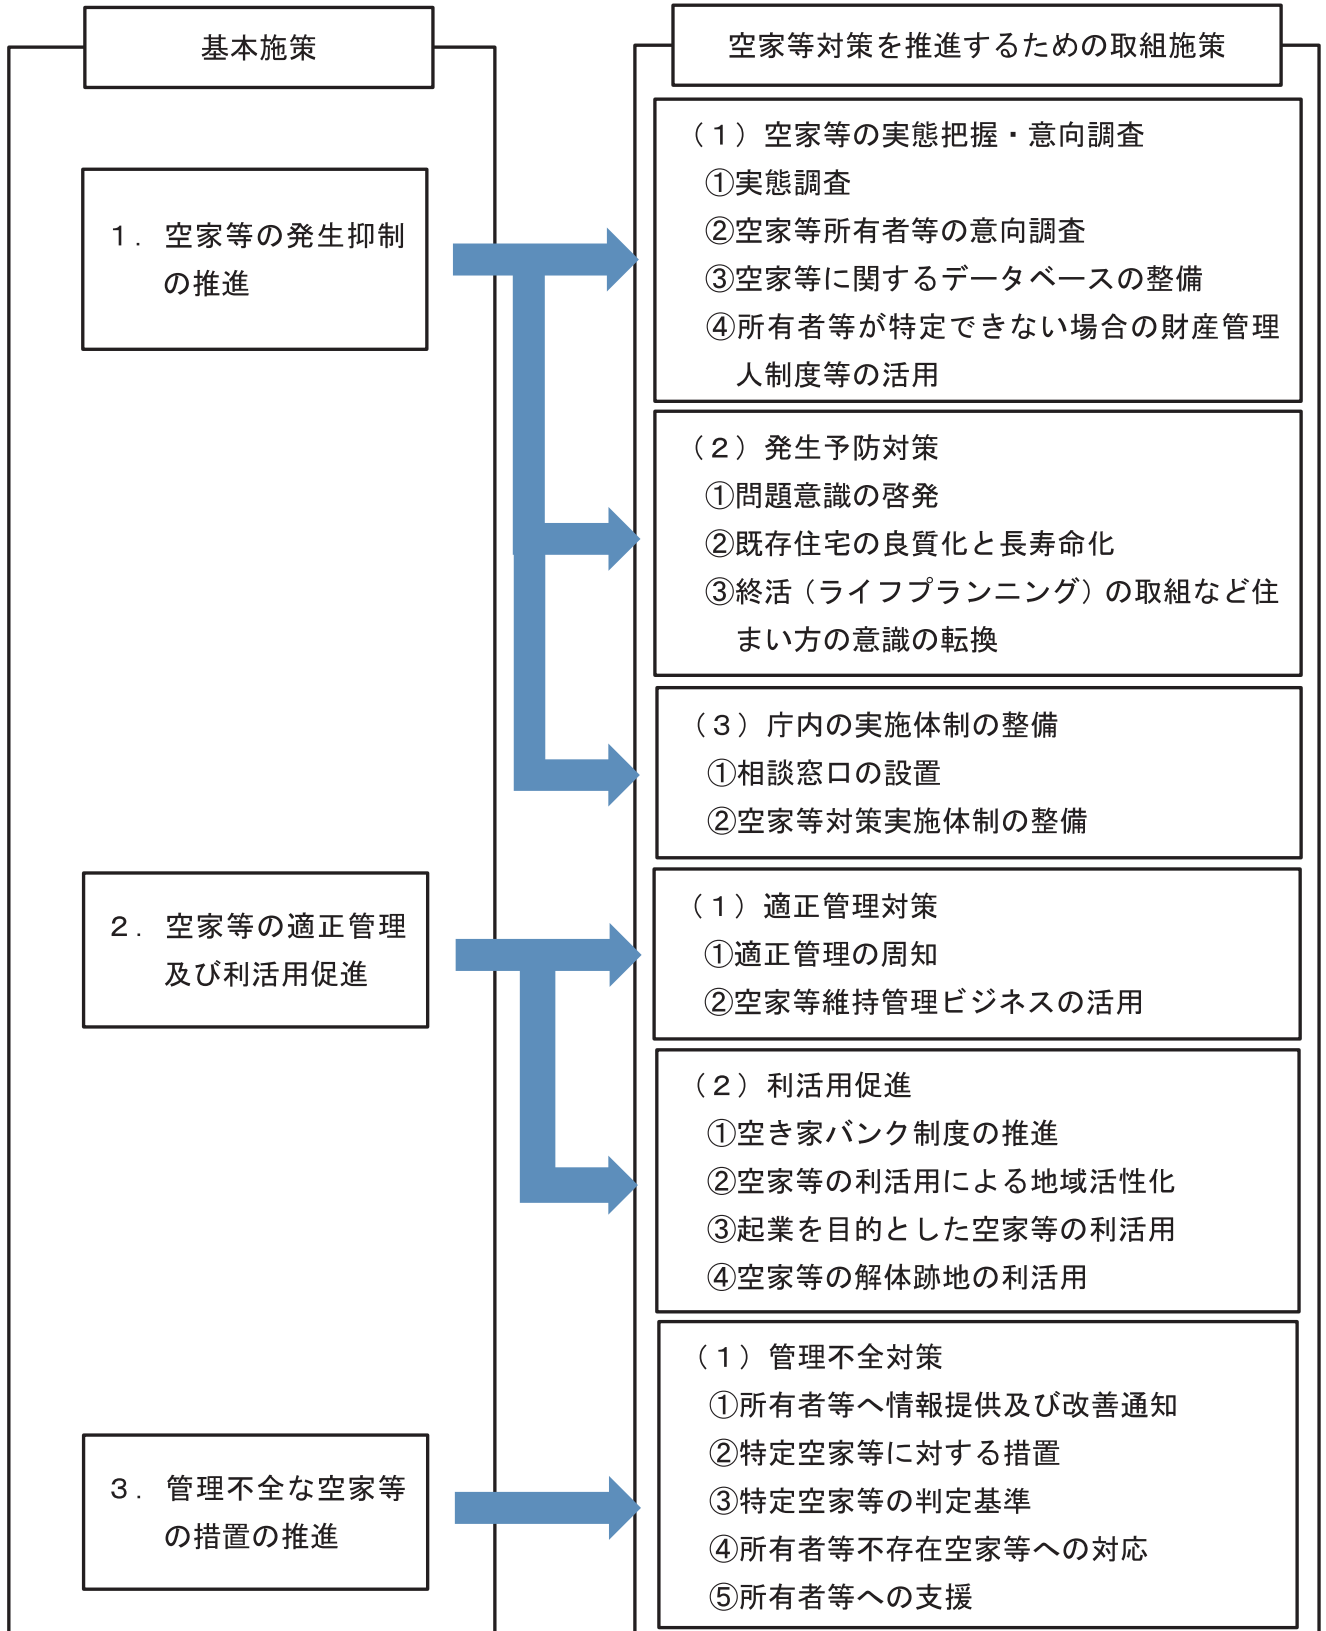 基本施策
空家等対策を推進するための取組施策
１．空家等の発生抑制
の推進
（１）空家等の実態把握・意向調査
①実態調査
②空家等所有者等の意向調査
③空家等に関するデータベースの整備
④所有者等が特定できない場合の財産管理
人制度等の活用
（２）発生予防対策
①問題意識の啓発
②既存住宅の良質化と長寿命化
③終活（ライフプランニング）の取組など住
まい方の意識の転換
（３）庁内の実施体制の整備
①相談窓口の設置
②空家等対策実施体制の整備
２．空家等の適正管理
及び利活用促進
（１）適正管理対策
①適正管理の周知
②空家等維持管理ビジネスの活用
（２）利活用促進
①空き家バンク制度の推進
②空家等の利活用による地域活性化
③起業を目的とした空家等の利活用
④空家等の解体跡地の利活用
３．管理不全な空家等
の措置の推進
（１）管理不全対策
①所有者等へ情報提供及び改善通知
②特定空家等に対する措置
③特定空家等の判定基準
④所有者等不存在空家等への対応
⑤所有者等への支援